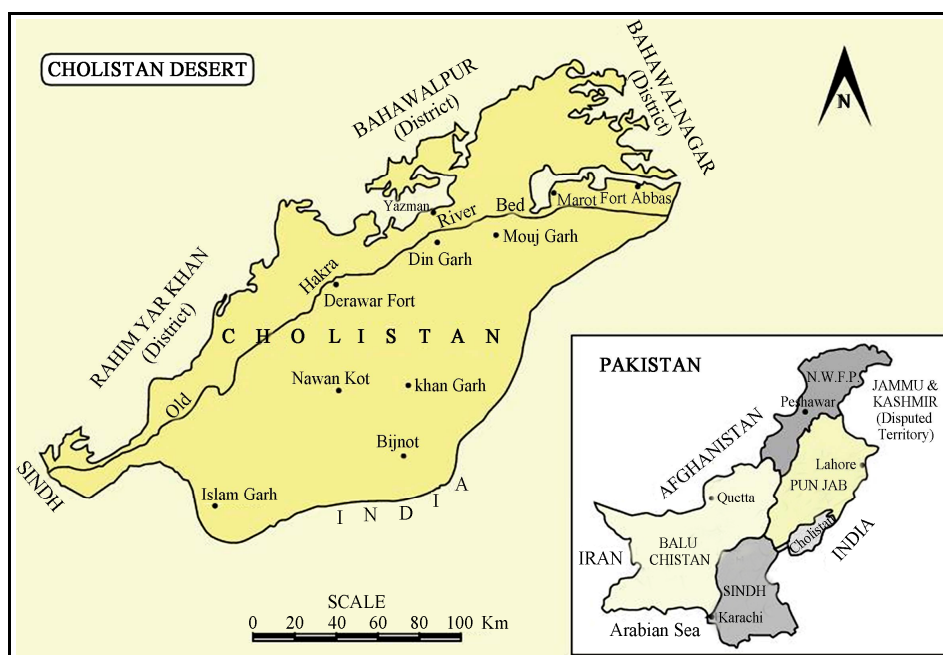 CHOLISTAN DESERT
BAHAWALPUR
(District)
BAHAWALNAGAR
(District)
N
Yazman
River
Bed
Marot
Fort Abbas
Mouj Garh
Din Garh
Hakra
Derawar Fort
RAHIM YAR KHAN
(District)
CHOLISTAN
Nawan Kot
khan Garh
Old
Bijnot
SINDH
Islam Garh
INDIA
SCALE
0 20 40 60 80 100 Km
PAKISTAN
N.W.F.P.
Peshawar
JAMMU &
KASHMIR
(Disputed
Territory)
AFGHANISTAN
Lahore
PUN JAB
Quetta
Cholistan
INDIA
IRAN
BALU
CHISTAN
SINDH
Karachi
Arabian Sea